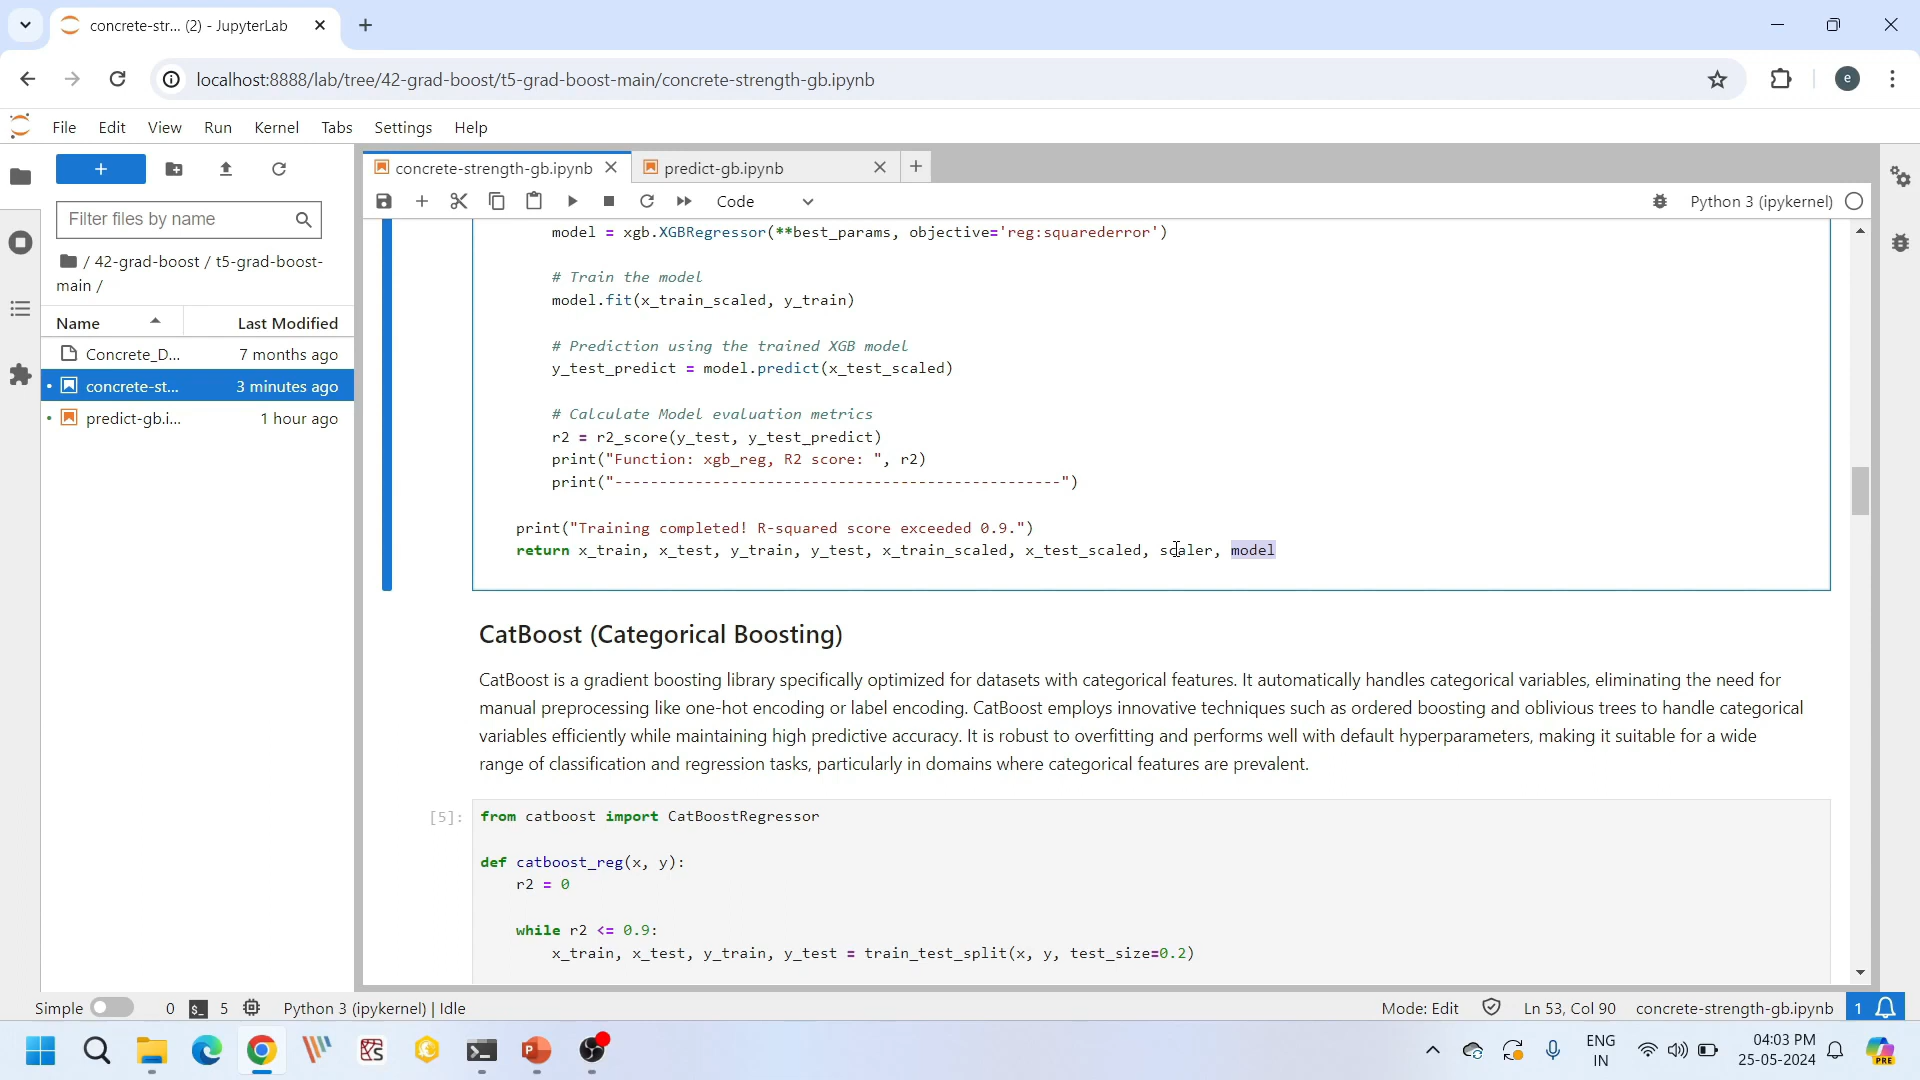 concrete-str... (2) - JupyterLab
localhost:8888/lab/tree/42-grad-boost/t5-grad-boost-main/concrete-strength-gb.ipynb
e
File Edit View Run Kernel Tabs Settings Help
concrete-strength-gb.ipynb
predict-gb.ipynb
Filter files by name
Code
Python 3 (ipykernel)
/ 42-grad-boost / t5-grad-boost-
main /
Name Last Modified
Concrete_D... 7 months ago
concrete-st... 3 minutes ago
predict-gb.i... 1 hour ago
model = xgb.XGBRegressor(**best_params, objective='reg:squarederror')
# Train the model
model.fit(x_train_scaled, y_train)
# Prediction using the trained XGB model
y_test_predict = model.predict(x_test_scaled)
# Calculate Model evaluation metrics
r2 = r2_score(y_test, y_test_predict)
print("Function: xgb_reg, R2 score: ", r2)
print("--------------------------------------------------")
print("Training completed! R-squared score exceeded 0.9.")
return x_train, x_test, y_train, y_test, x_train_scaled, x_test_scaled, scaler, model
CatBoost (Categorical Boosting)
CatBoost is a gradient boosting library specifically optimized for datasets with categorical features. It automatically handles categorical variables, eliminating the need for
manual preprocessing like one-hot encoding or label encoding. CatBoost employs innovative techniques such as ordered boosting and oblivious trees to handle categorical
variables efficiently while maintaining high predictive accuracy. It is robust to overfitting and performs well with default hyperparameters, making it suitable for a wide
range of classification and regression tasks, particularly in domains where categorical features are prevalent.
[5]: from catboost import CatBoostRegressor
def catboost_reg(x, y):
r2 = 0
while r2 <= 0.9:
x_train, x_test, y_train, y_test = train_test_split(x, y, test_size=0.2)
Simple 0 $_ 5 Python 3 (ipykernel) | Idle Mode: Edit Ln 53, Col 90 concrete-strength-gb.ipynb 1
ENG
IN
04:03 PM
25-05-2024
PRE